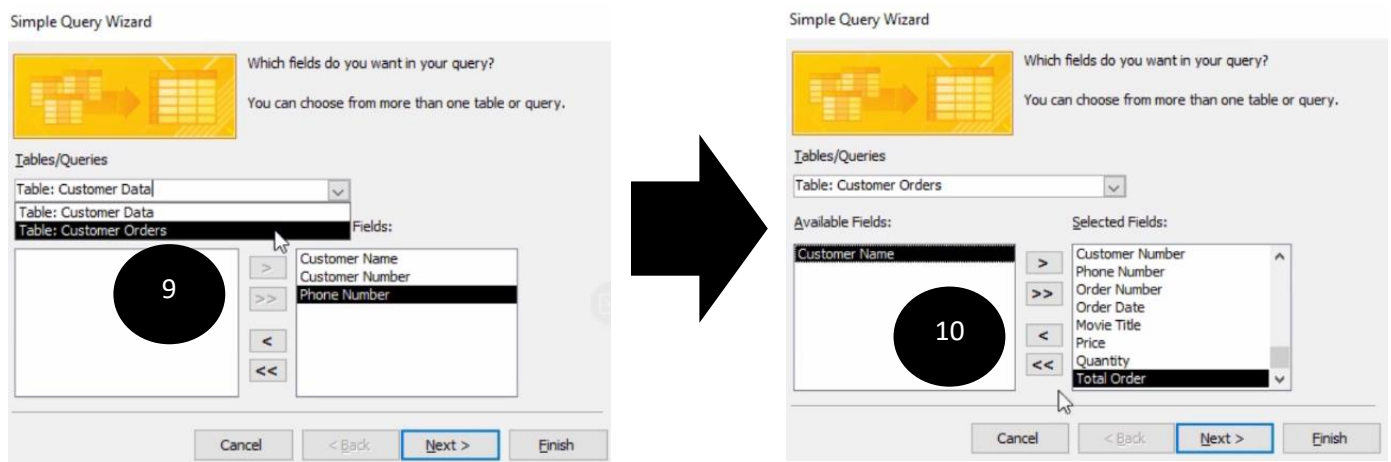 Simple Query Wizard
Which fields do you want in your query?
You can choose from more than one table or query.
Tables/Queries
Table: Customer Data
Table: Customer Data
Table: Customer Orders
Fields:
9
>
>>
<
<<
Customer Name
Customer Number
Phone Number
Cancel
< Back
Next >
Finish
Simple Query Wizard
Which fields do you want in your query?
You can choose from more than one table or query.
Tables/Queries
Table: Customer Orders
Available Fields:
Selected Fields:
Customer Name
10
>
>>
<
<<
Customer Number
Phone Number
Order Number
Order Date
Movie Title
Price
Quantity
Total Order
Cancel
< Back
Next >
Finish